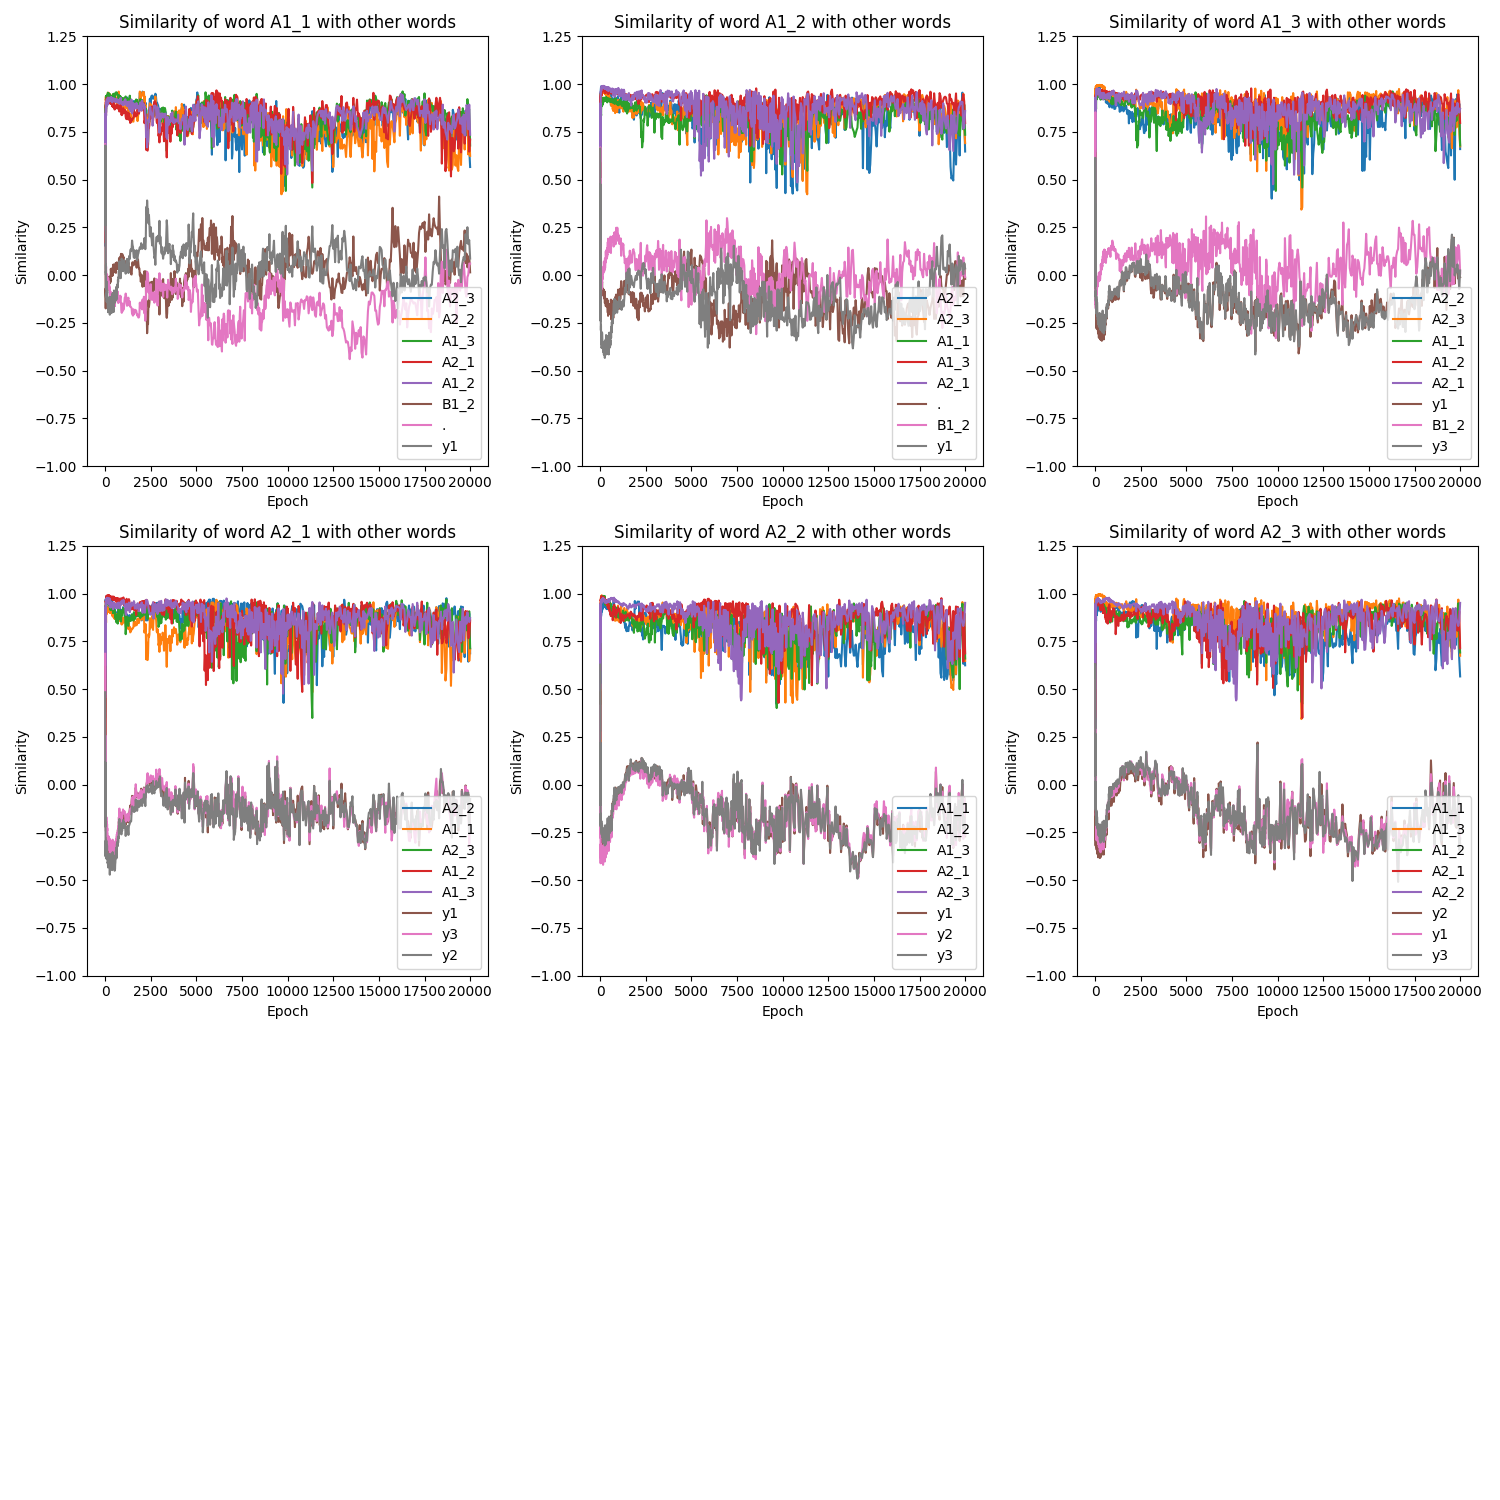 Similarity of word A1_1 with other words
1.25
1.00
0.75
0.50
0.25
0.00
−0.25
−0.50
−0.75
−1.00
Similarity
0 2500 5000 7500 10000 12500 15000 17500 20000
Epoch
A2_3
A2_2
A1_3
A2_1
A1_2
B1_2
.
y1
Similarity of word A1_2 with other words
1.25
1.00
0.75
0.50
0.25
0.00
−0.25
−0.50
−0.75
−1.00
Similarity
0 2500 5000 7500 10000 12500 15000 17500 20000
Epoch
A2_2
A2_3
A1_1
A1_3
A2_1
.
B1_2
y1
Similarity of word A1_3 with other words
1.25
1.00
0.75
0.50
0.25
0.00
−0.25
−0.50
−0.75
−1.00
Similarity
0 2500 5000 7500 10000 12500 15000 17500 20000
Epoch
A2_2
A2_3
A1_1
A1_2
A2_1
y1
B1_2
y3
Similarity of word A2_1 with other words
1.25
1.00
0.75
0.50
0.25
0.00
−0.25
−0.50
−0.75
−1.00
Similarity
0 2500 5000 7500 10000 12500 15000 17500 20000
Epoch
A2_2
A1_1
A2_3
A1_2
A1_3
y1
y3
y2
Similarity of word A2_2 with other words
1.25
1.00
0.75
0.50
0.25
0.00
−0.25
−0.50
−0.75
−1.00
Similarity
0 2500 5000 7500 10000 12500 15000 17500 20000
Epoch
A1_1
A1_2
A1_3
A2_1
A2_3
y1
y2
y3
Similarity of word A2_3 with other words
1.25
1.00
0.75
0.50
0.25
0.00
−0.25
−0.50
−0.75
−1.00
Similarity
0 2500 5000 7500 10000 12500 15000 17500 20000
Epoch
A1_1
A1_3
A1_2
A2_1
A2_2
y2
y1
y3